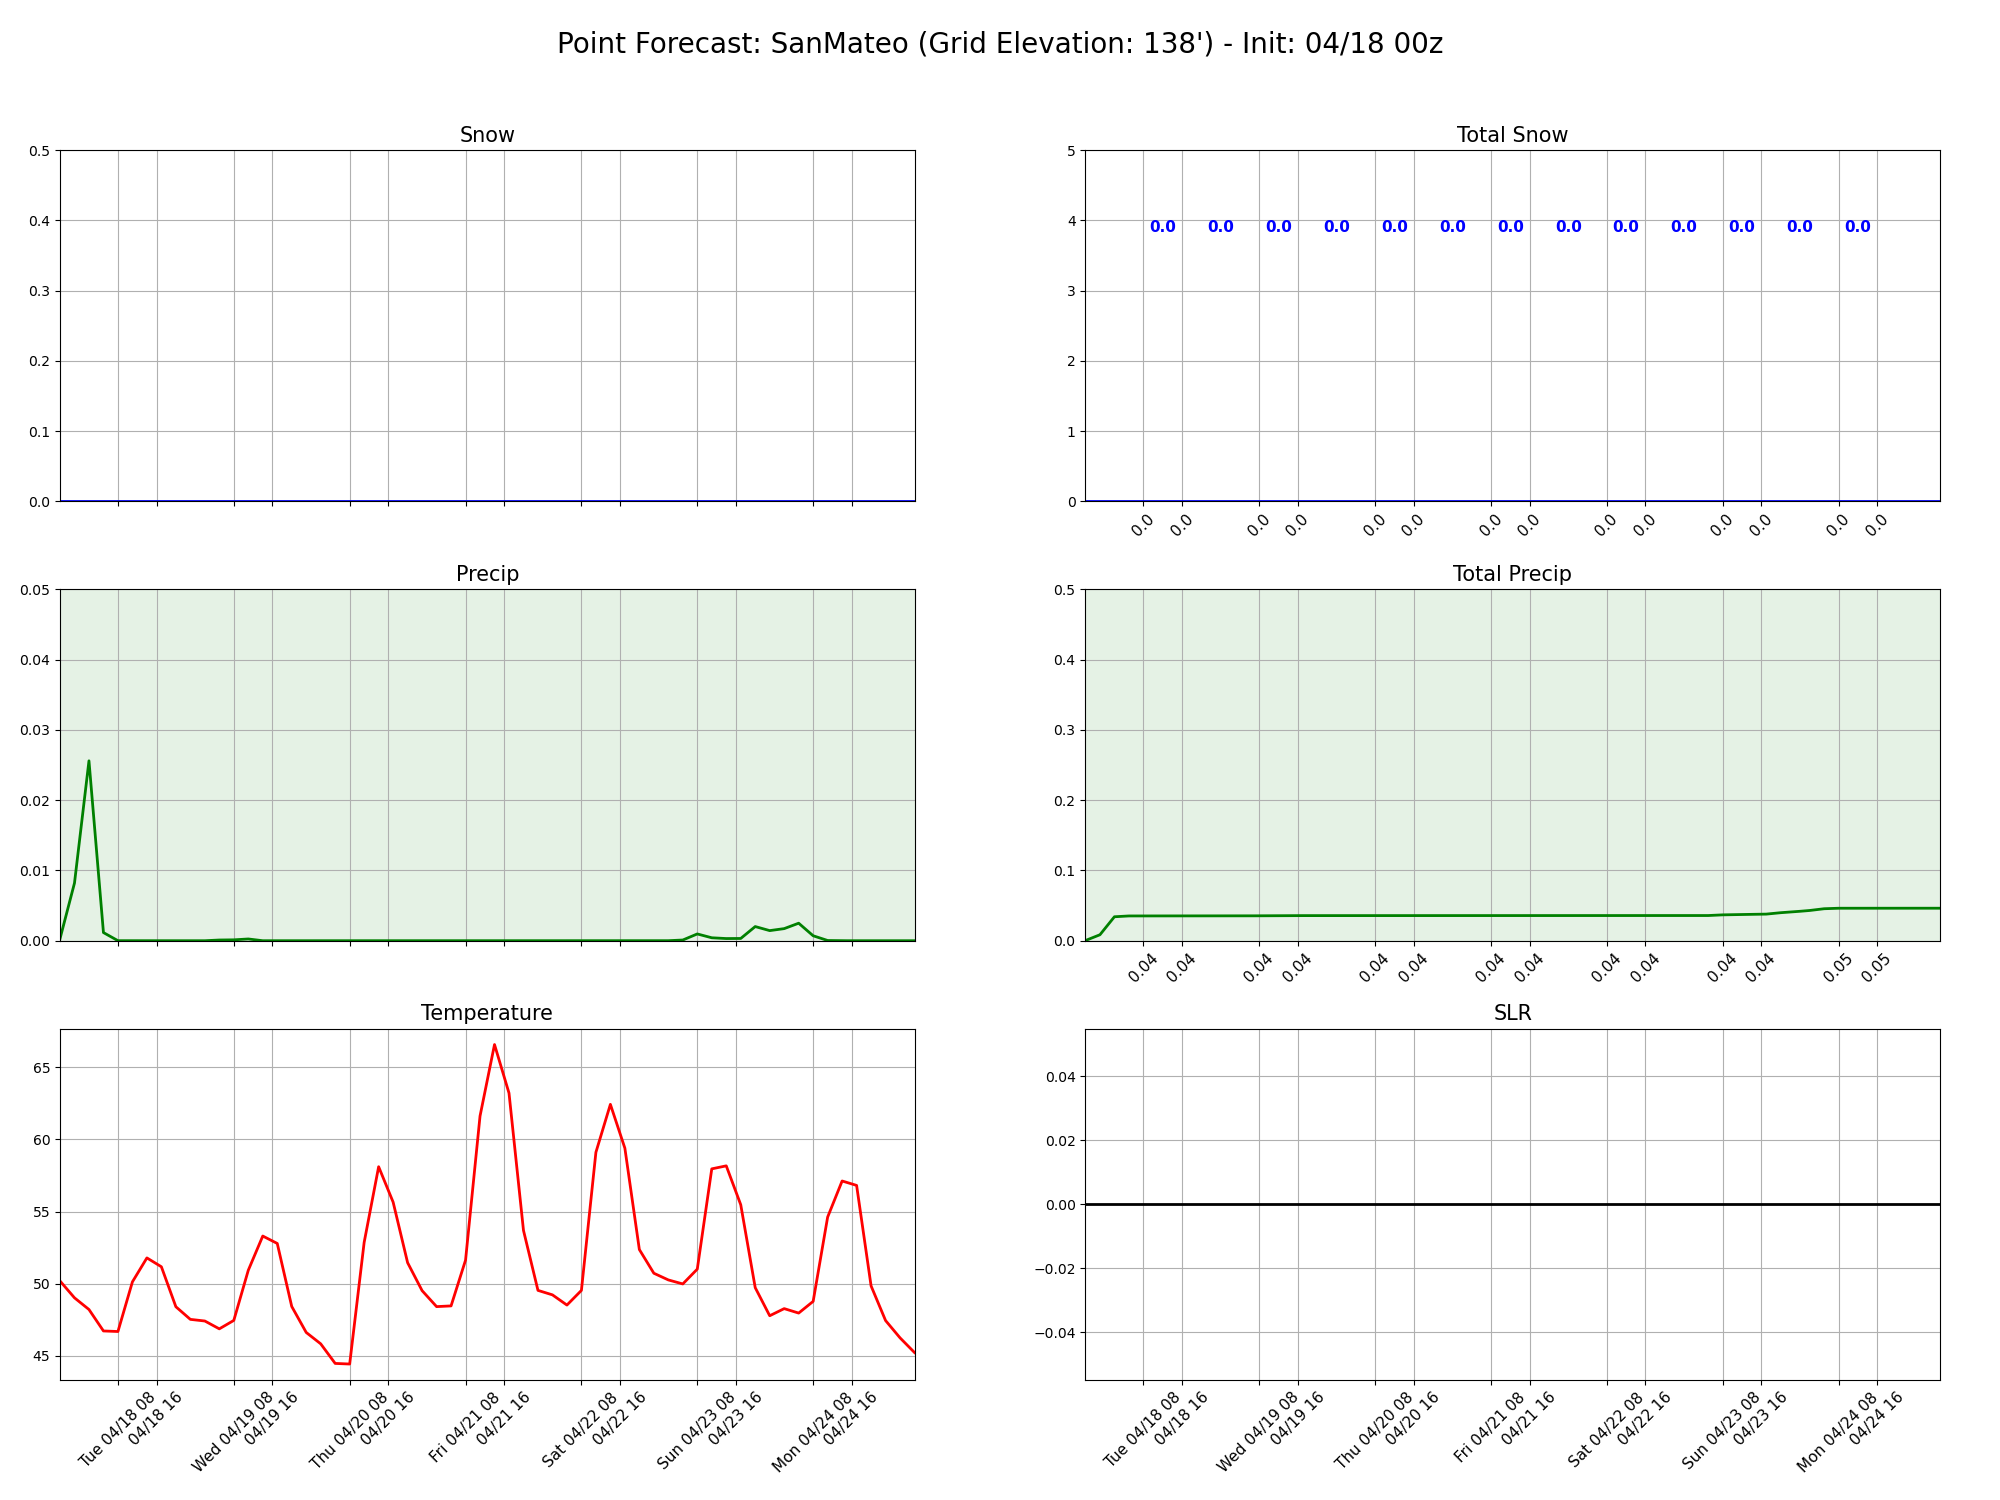 Point Forecast: SanMateo (Grid Elevation: 138') - Init: 04/18 00z
Snow
0.5
0.4
0.3
0.2
0.1
0.0
Total Snow
5
4
3
2
1
0
0.0 0.0 0.0 0.0 0.0 0.0 0.0 0.0 0.0 0.0 0.0 0.0 0.0
0.0 0.0 0.0 0.0 0.0 0.0 0.0 0.0 0.0 0.0 0.0 0.0 0.0 0.0
Precip
0.05
0.04
0.03
0.02
0.01
0.00
Total Precip
0.5
0.4
0.3
0.2
0.1
0.0
0.04 0.04 0.04 0.04 0.04 0.04 0.04 0.04 0.04 0.04 0.04 0.04 0.05 0.05
Temperature
65
60
55
50
45
Tue 04/18 08
04/18 16
Wed 04/19 08
04/19 16
Thu 04/20 08
04/20 16
Fri 04/21 08
04/21 16
Sat 04/22 08
04/22 16
Sun 04/23 08
04/23 16
Mon 04/24 08
04/24 16
SLR
0.04
0.02
0.00
−0.02
−0.04
Tue 04/18 08
04/18 16
Wed 04/19 08
04/19 16
Thu 04/20 08
04/20 16
Fri 04/21 08
04/21 16
Sat 04/22 08
04/22 16
Sun 04/23 08
04/23 16
Mon 04/24 08
04/24 16